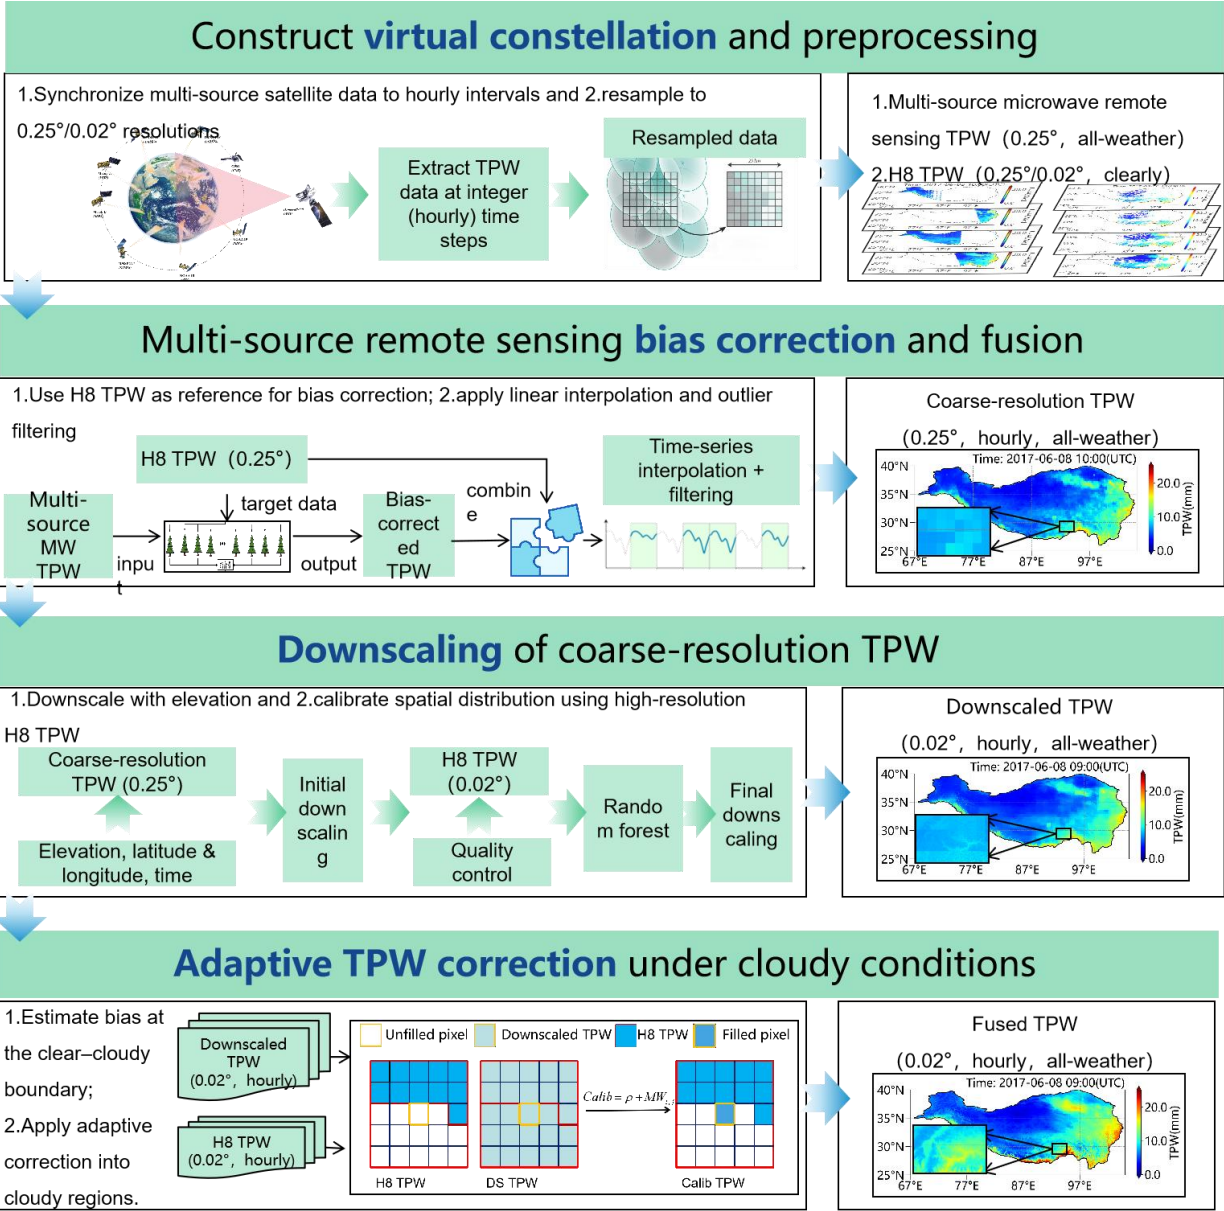 Construct virtual constellation and preprocessing
1.Synchronize multi-source satellite data to hourly intervals and 2.resample to
0.25°/0.02° resolutions
Extract TPW
data at integer
(hourly) time
steps
Resampled data
1.Multi-source microwave remote
sensing TPW（0.25°，all-weather）
2.H8 TPW（0.25°/0.02°，clearly）
Multi-source remote sensing bias correction and fusion
1.Use H8 TPW as reference for bias correction; 2.apply linear interpolation and outlier
filtering
H8 TPW（0.25°）
target data
Multi-
source
MW
TPW
inpu
t
output
Bias-
correct
ed
TPW
combin
e
Time-series
interpolation +
filtering
Coarse-resolution TPW
（0.25°，hourly，all-weather）
Time: 2017-06-08 10:00(UTC)
40°N
35°N
30°N
25°N
67°E
77°E
87°E
97°E
20.0
10.0
0.0
TPW(mm)
Downscaling of coarse-resolution TPW
1.Downscale with elevation and 2.calibrate spatial distribution using high-resolution
H8 TPW
Coarse-resolution
TPW (0.25°)
Elevation, latitude &
longitude, time
Initial
down
scalin
g
H8 TPW
(0.02°)
Quality
control
Rando
m forest
Final
downs
caling
Downscaled TPW
（0.02°，hourly，all-weather）
Time: 2017-06-08 09:00(UTC)
40°N
35°N
30°N
25°N
67°E
77°E
87°E
97°E
20.0
10.0
0.0
TPW(mm)
Adaptive TPW correction under cloudy conditions
1.Estimate bias at
the clear–cloudy
boundary;
2.Apply adaptive
correction into
cloudy regions.
Downscaled
TPW
(0.02°，hourly)
H8 TPW
(0.02°，hourly)
Unfilled pixel
Downscaled TPW
H8 TPW
Filled pixel
Calib = ρ + MWi,j
H8 TPW
DS TPW
Calib TPW
Fused TPW
（0.02°，hourly，all-weather）
Time: 2017-06-08 09:00(UTC)
40°N
35°N
30°N
25°N
67°E
77°E
87°E
97°E
20.0
10.0
0.0
TPW(mm)